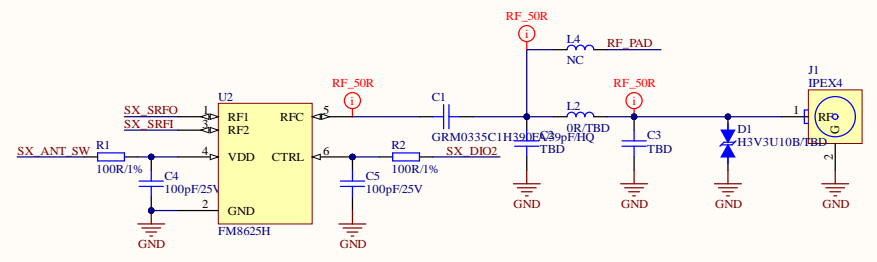 RF_50R
L4
RF_PAD
NC
J1
IPEX4
RF_50R
RF_50R
U2
C1
L2
SX_SRFO
1
RF1
RFC
5
1
RF
SX_SRFI
3
RF2
GRM0335C1H390FA/39pF/HQ
0R/TBD
G
D1
R1
C2
C3
R2
H3V3U10B/TBD
TBD
TBD
SX_ANT_SW
4
VDD
CTRL
6
SX_DIO2
2
100R/1%
100R/1%
C4
C5
100pF/25V
100pF/25V
2
GND
GND
GND
GND
GND
FM8625H
GND
GND